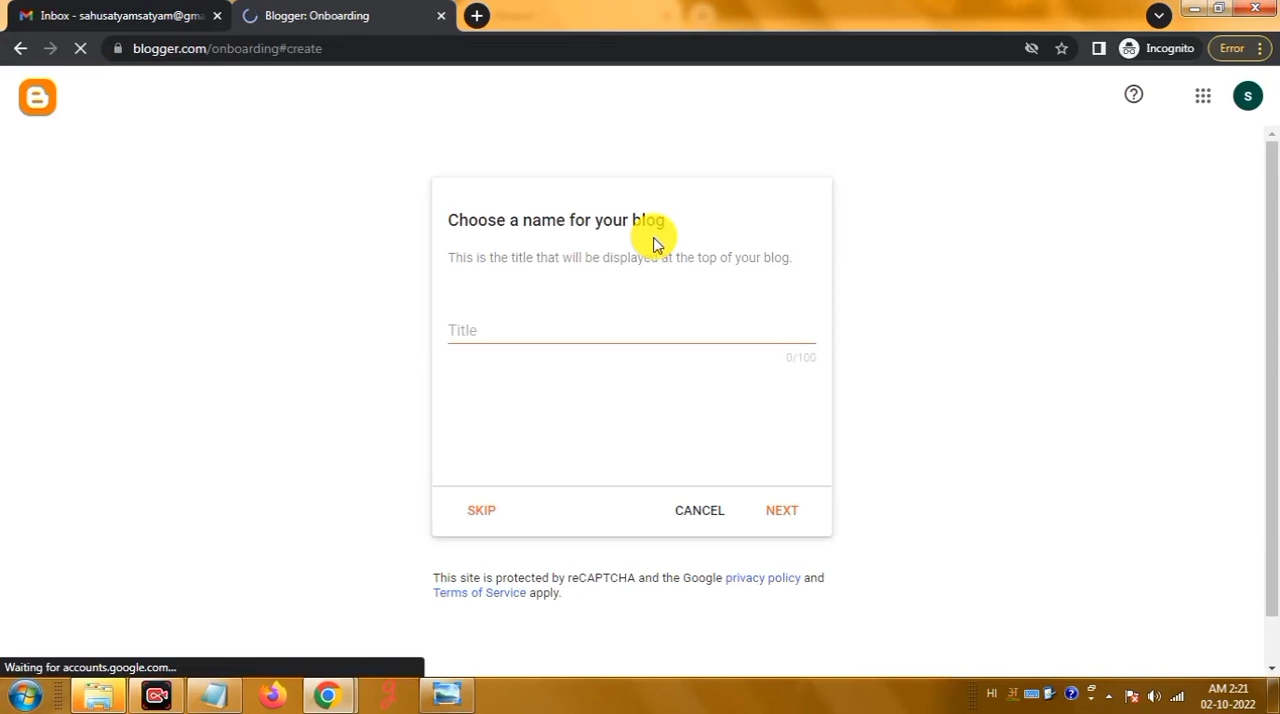 Inbox - sahusatyamsatyam@gma
Blogger: Onboarding
blogger.com/onboarding#create
Incognito
Error
S
Choose a name for your blog
This is the title that will be displayed at the top of your blog.
Title
0/100
SKIP
CANCEL
NEXT
This site is protected by reCAPTCHA and the Google privacy policy and
Terms of Service apply.
Waiting for accounts.google.com...
HI
AM 2:21
02-10-2022